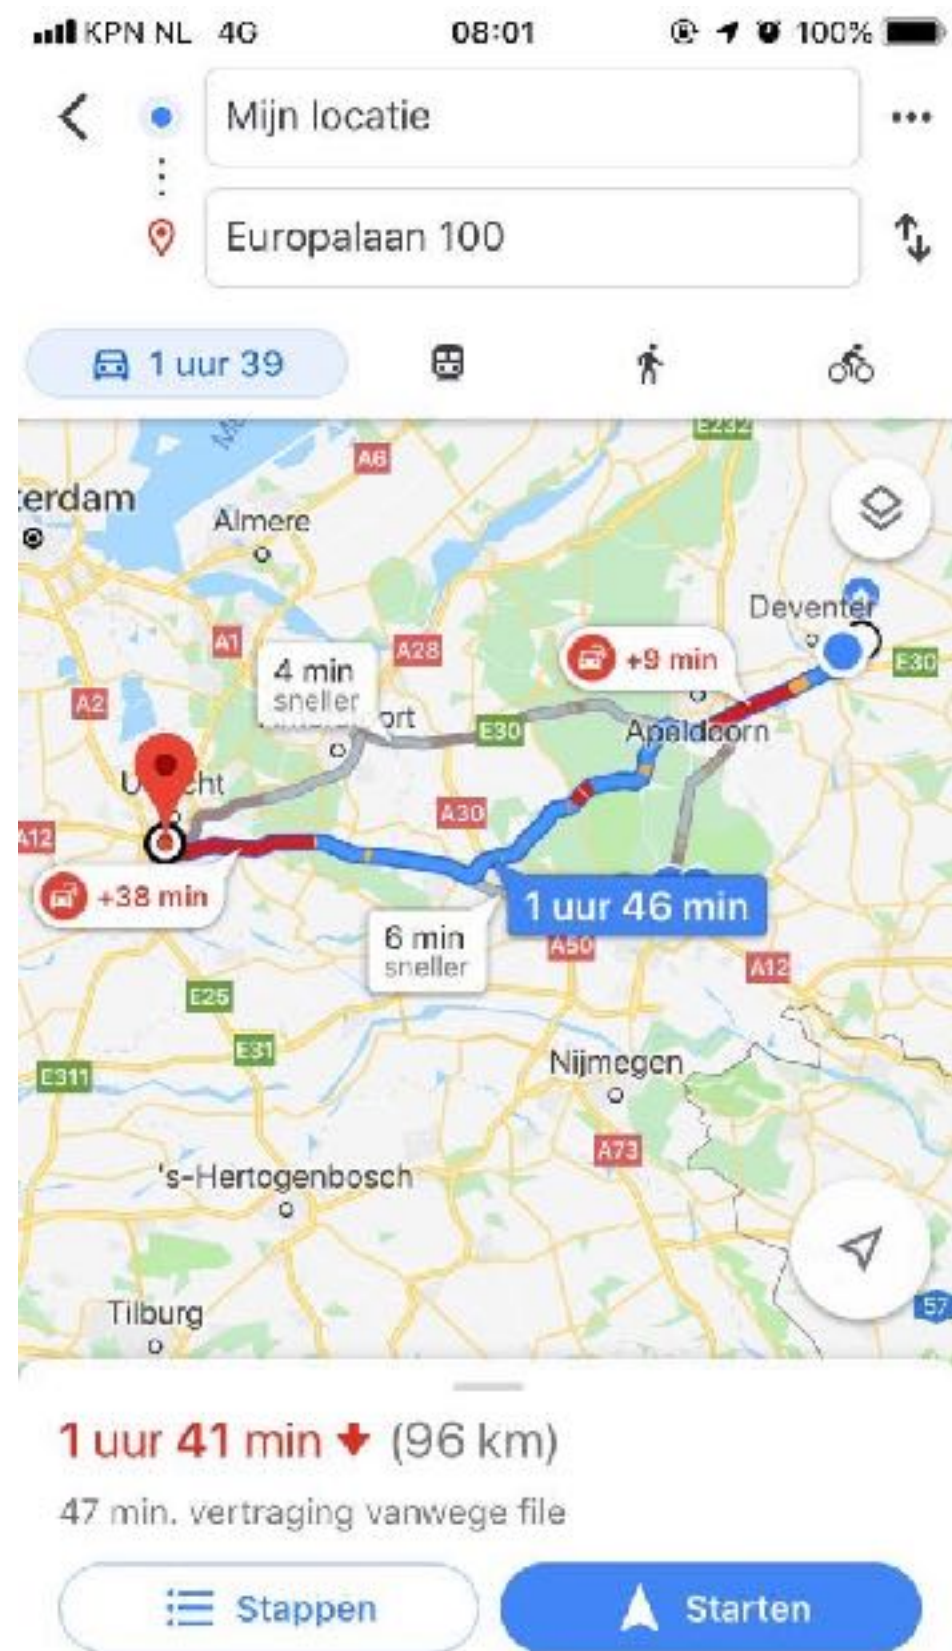 KPN NL 4G 08:01 100%
Mijn locatie
Europalaan 100
1 uur 39
E232
A6
erdam
Almere
Deventer
A1
A28
+9 min
E30
4 min
sneller
A2
ort
E30
Apeldoorn
Ut cht
A30
A12
+38 min
1 uur 46 min
6 min
sneller
A50
A12
E25
E31
Nijmegen
E311
A73
's-Hertogenbosch
57
Tilburg
1 uur 41 min (96 km)
47 min. vertraging vanwege file
Stappen
Starten